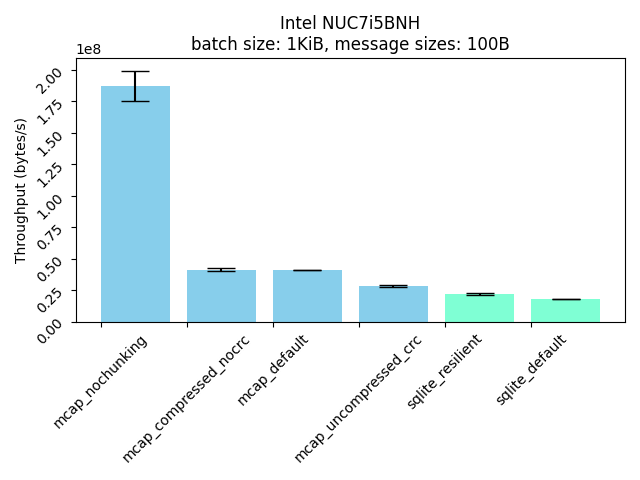 Intel NUC7i5BNH
batch size: 1KiB, message sizes: 100B
1e8
Throughput (bytes/s)
2.00
1.75
1.50
1.25
1.00
0.75
0.50
0.25
0.00
mcap_nochunking
mcap_compressed_nocrc
mcap_default
mcap_uncompressed_crc
sqlite_resilient
sqlite_default